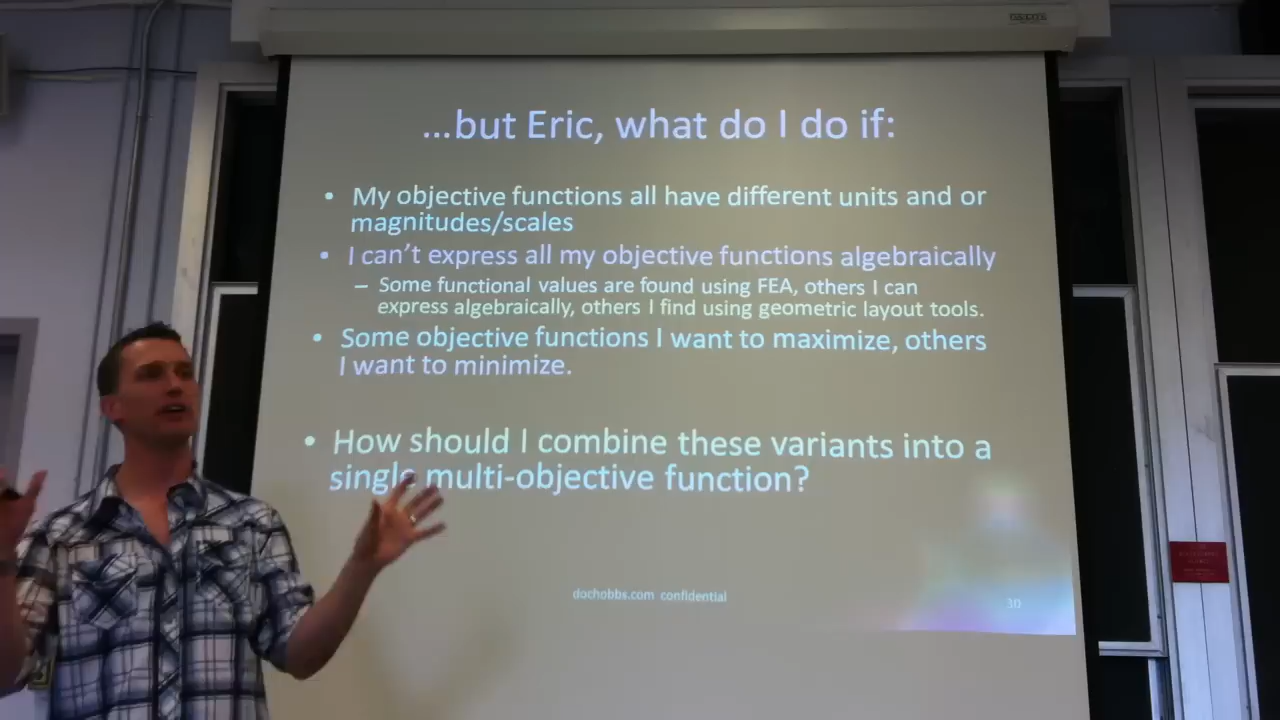 ...but Eric, what do I do if:
• My objective functions all have different units and or
magnitudes/scales
• I can't express all my objective functions algebraically
– Some functional values are found using FEA, others I can
express algebraically, others I find using geometric layout tools.
• Some objective functions I want to maximize, others
I want to minimize.
• How should I combine these variants into a
single multi-objective function?
dochobbs.com confidential
30